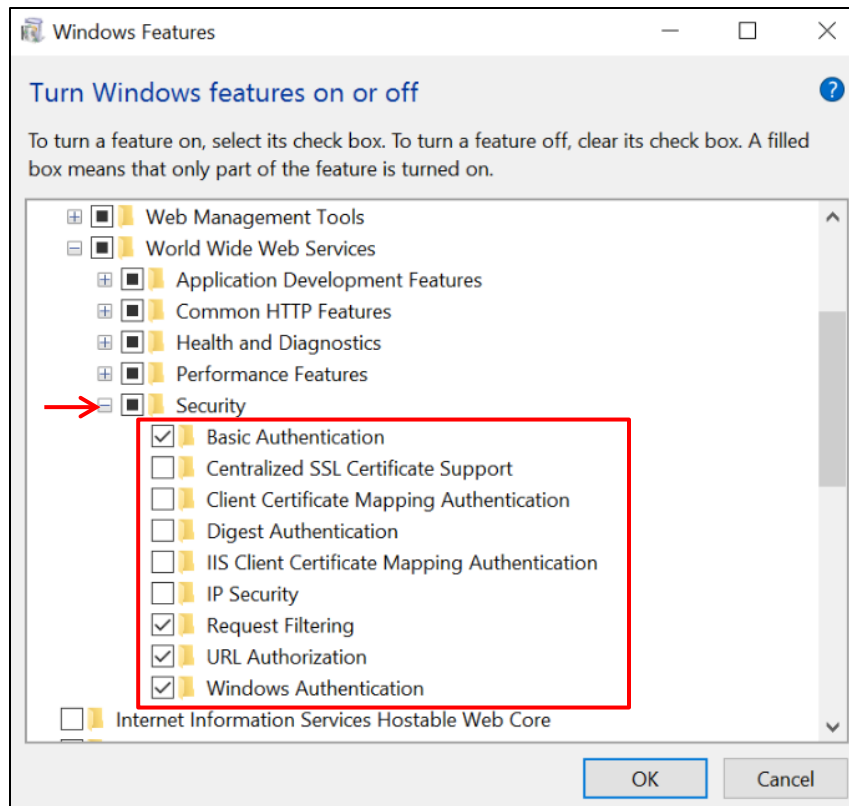 Windows Features
Turn Windows features on or off
?
To turn a feature on, select its check box. To turn a feature off, clear its check box. A filled
box means that only part of the feature is turned on.
Web Management Tools
World Wide Web Services
Application Development Features
Common HTTP Features
Health and Diagnostics
Performance Features
Security
Basic Authentication
Centralized SSL Certificate Support
Client Certificate Mapping Authentication
Digest Authentication
IIS Client Certificate Mapping Authentication
IP Security
Request Filtering
URL Authorization
Windows Authentication
Internet Information Services Hostable Web Core
OK
Cancel